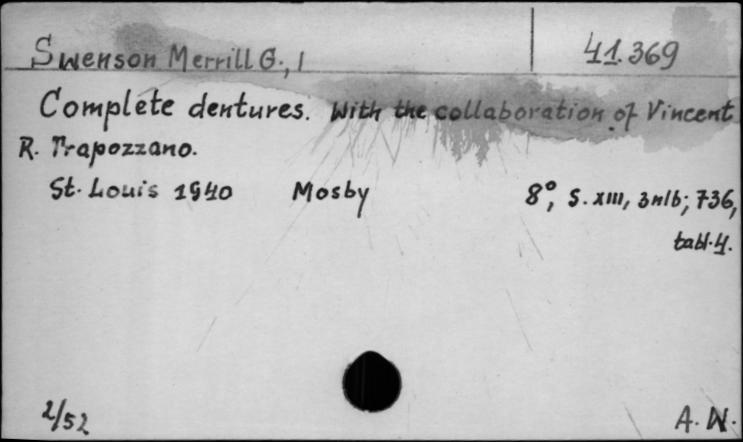 Swenson Merrill G., 1 41.369
Complete dentures. With the collaboration of Vincent
R. Trapozzano.
St. Louis 1940 Mosby 8°, S. XIII, 3nlb; 736,
tabl. 4.
2/52 A. W.